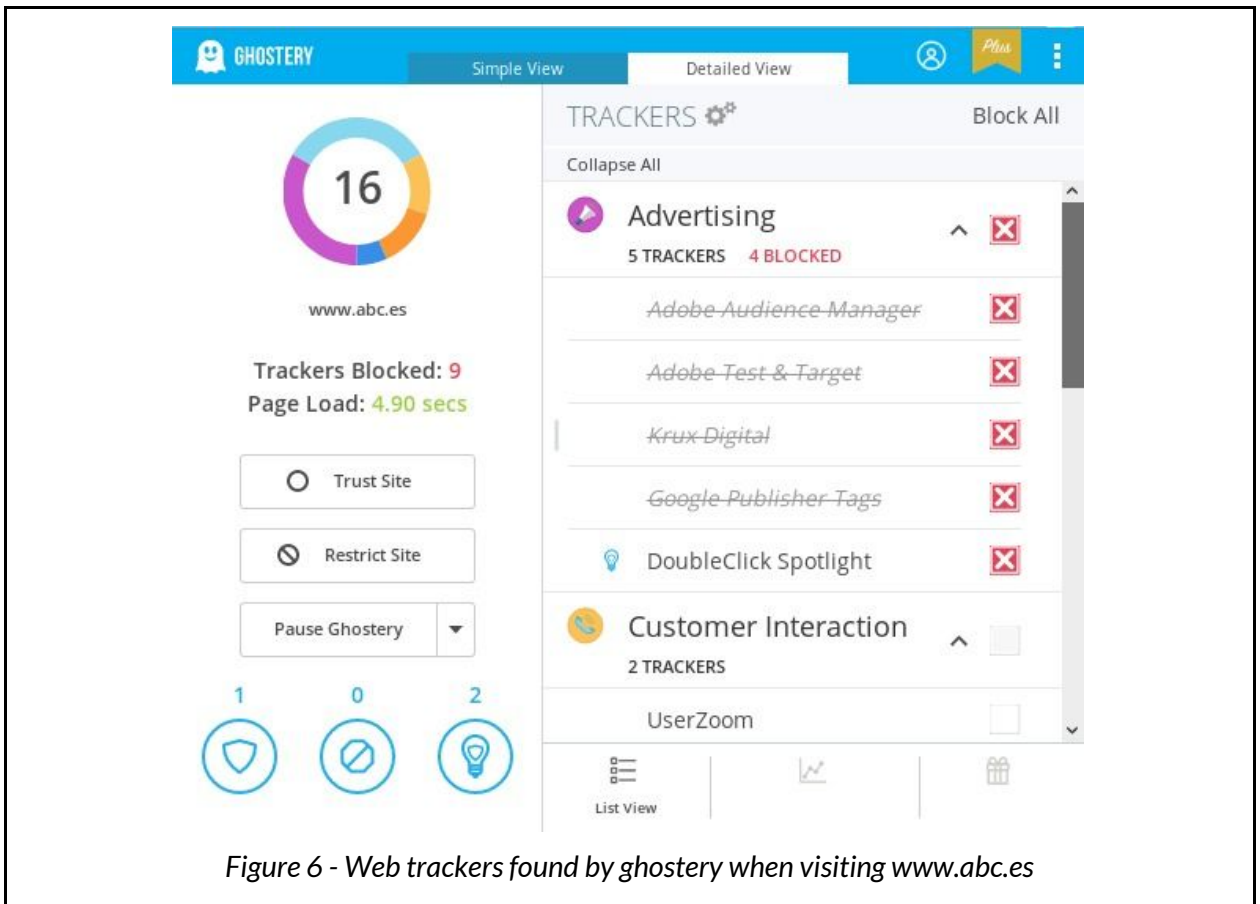 GHOSTERY
Simple View
Detailed View
Plus
16
www.abc.es
Trackers Blocked: 9
Page Load: 4.90 secs
Trust Site
Restrict Site
Pause Ghostery
1 0 2
TRACKERS
Block All
Collapse All
Advertising
5 TRACKERS 4 BLOCKED
Adobe Audience Manager
Adobe Test & Target
Krux Digital
Google Publisher Tags
DoubleClick Spotlight
Customer Interaction
2 TRACKERS
UserZoom
List View
Figure 6 - Web trackers found by ghostery when visiting www.abc.es